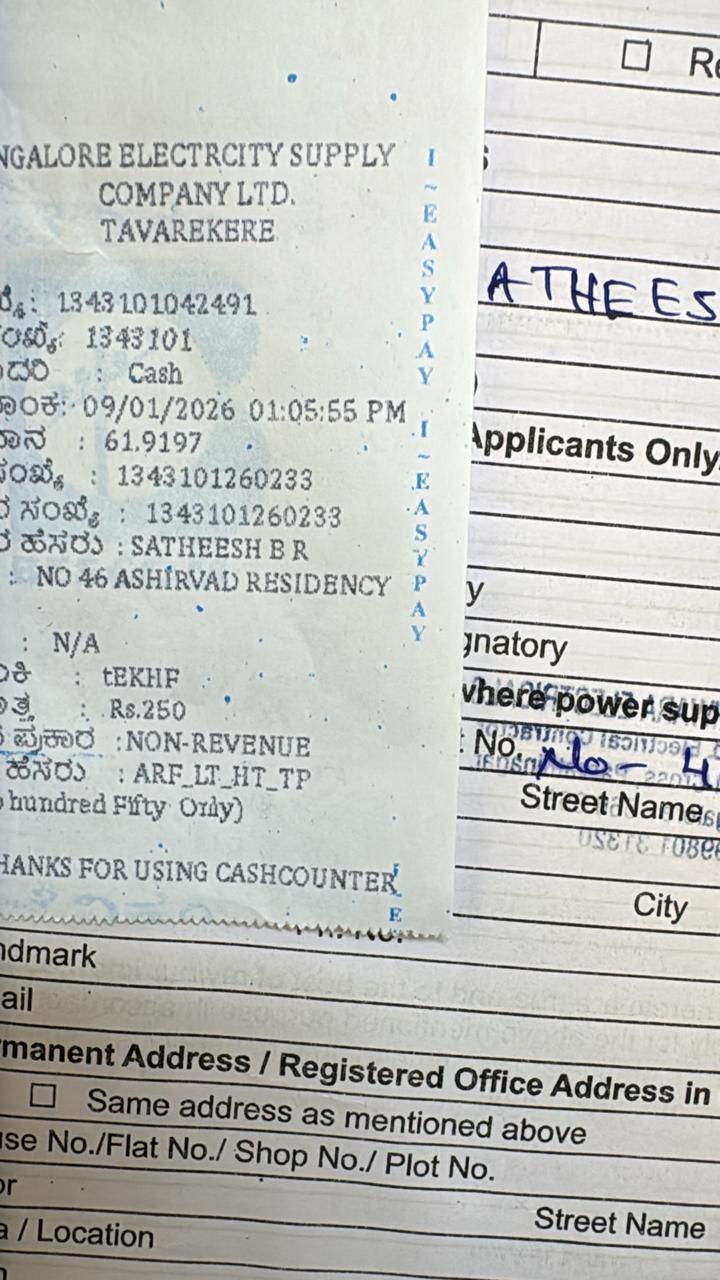 NGALORE ELECTRCITY SUPPLY
COMPANY LTD.
TAVAREKERE
: 1343101042491
: 1343101
: Cash
: 09/01/2026 01:05:55 PM
: 61.9197
ಸಂಖ್ಯೆ : 1343101260233
ಸಂಖ್ಯೆ : 1343101260233
ಹೆಸರು : SATHEESH B R
: NO 46 ASHIRVAD RESIDENCY
: N/A
: tEKHF
: Rs.250
ಪ್ರಕಾರ : NON-REVENUE
ಹೆಸರು : ARF_LT_HT_TP
hundred Fifty Only)
HANKS FOR USING CASHCOUNTER
I~EASYPAY I~EASYPAY
Re
ATHEES
Applicants Only
y
gnatory
where power sup
No. No- 4
Street Name
City
ndmark
ail
rmanent Address / Registered Office Address in
Same address as mentioned above
use No./Flat No./ Shop No./ Plot No.
or
Street Name
a / Location